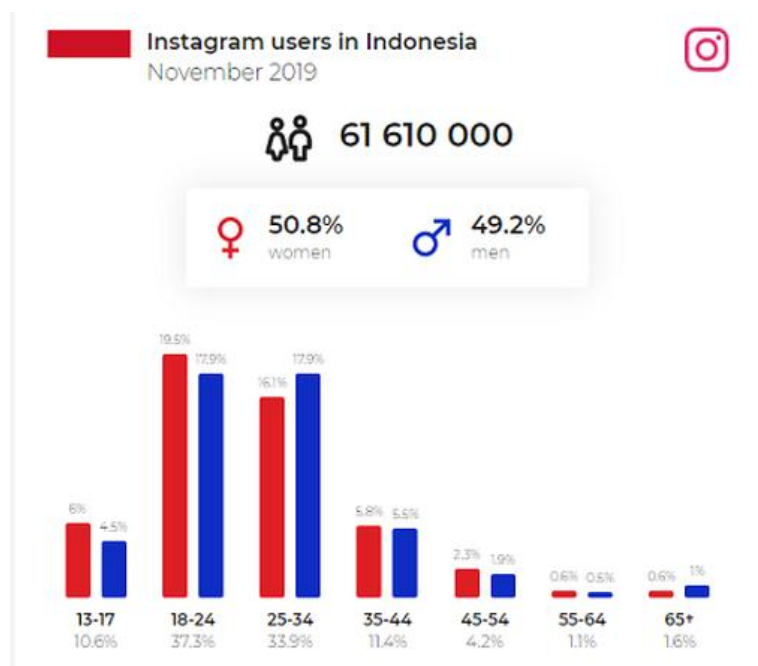 Instagram users in Indonesia
November 2019
61 610 000
50.8% 49.2%
women men
19.5%
17.9% 17.9%
16.1%
6%
4.5%
5.8% 5.5%
2.3% 1.9%
0.6% 0.5% 0.6% 1%
13-17 18-24 25-34 35-44 45-54 55-64 65+
10.6% 37.3% 33.9% 11.4% 4.2% 1.1% 1.6%